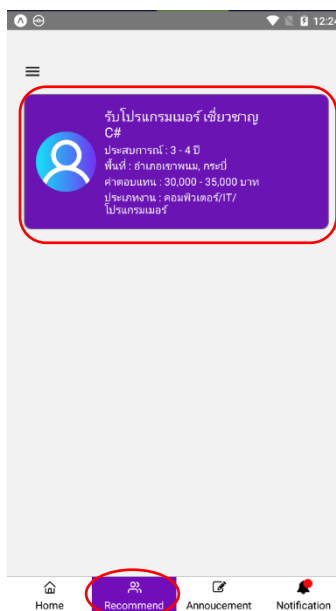 12:24
รับโปรแกรมเมอร์ เชี่ยวชาญ
C#
ประสบการณ์ : 3 - 4 ปี
พื้นที่ : อำเภอเขาพนม, กระบี่
ค่าตอบแทน : 30,000 - 35,000 บาท
ประเภทงาน : คอมพิวเตอร์/IT/
โปรแกรมเมอร์
Home Recommend Annoucement Notification